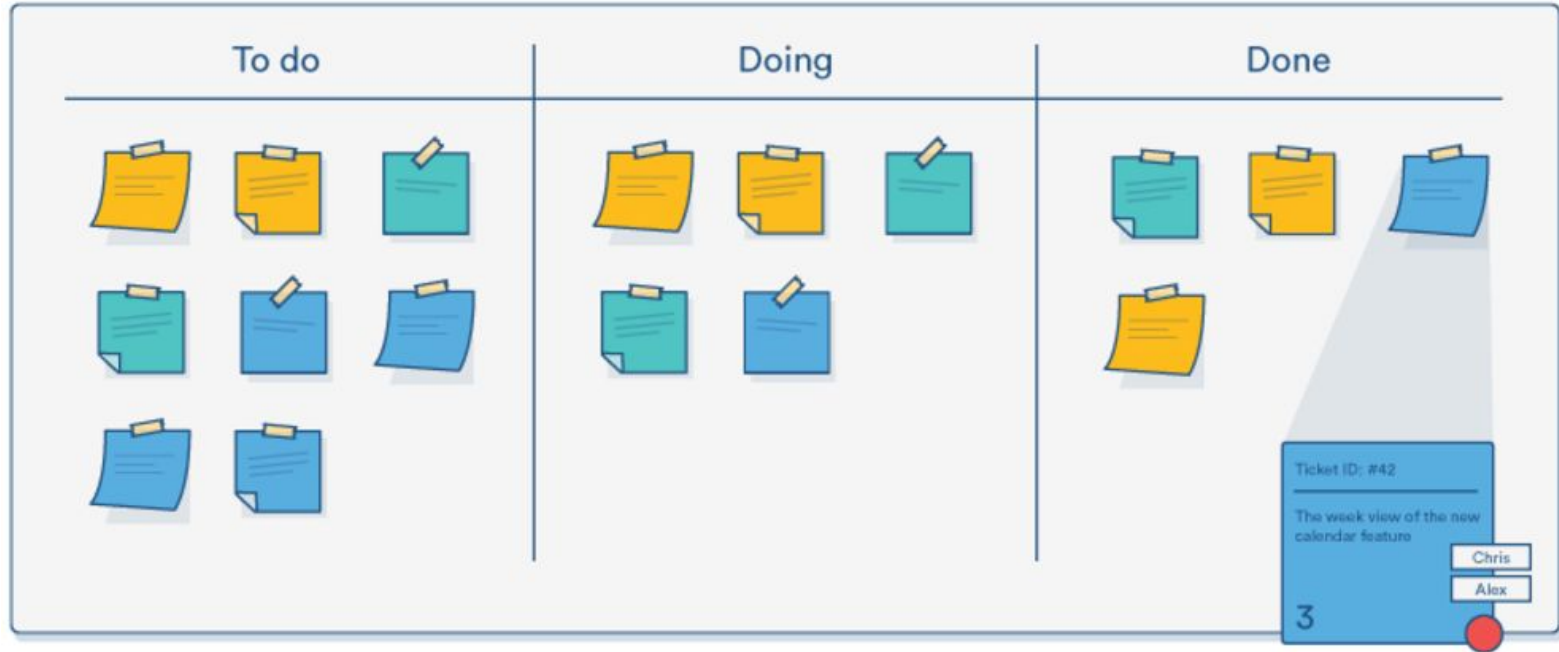 To do
Doing
Done
Ticket ID: #42
The week view of the new
calendar feature
Chris
Alex
3